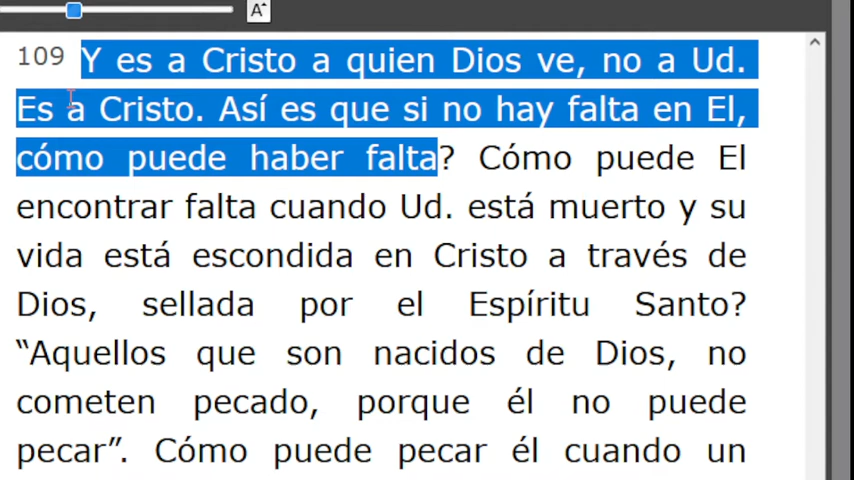 A
109 Y es a Cristo a quien Dios ve, no a Ud.
Es a Cristo. Así es que si no hay falta en El,
cómo puede haber falta? Cómo puede El
encontrar falta cuando Ud. está muerto y su
vida está escondida en Cristo a través de
Dios, sellada por el Espíritu Santo?
“Aquellos que son nacidos de Dios, no
cometen pecado, porque él no puede
pecar”. Cómo puede pecar él cuando un